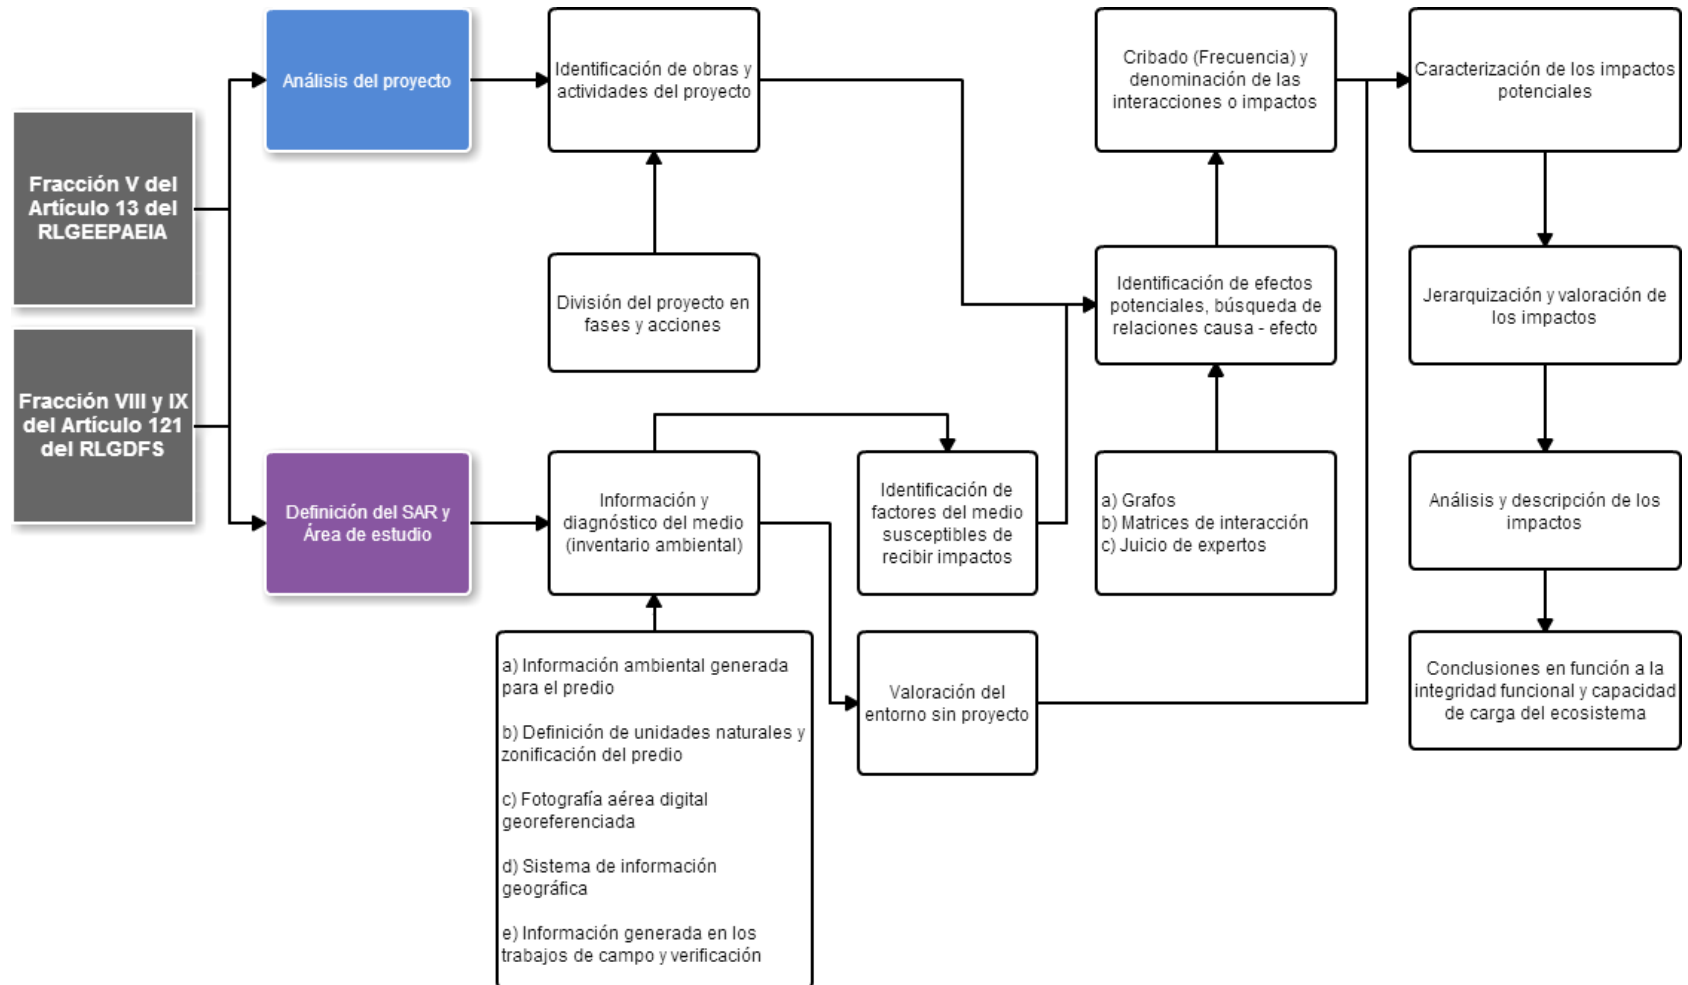 Fracción V del
Artículo 13 del
RLGEEPAEIA
Fracción VIII y IX
del Artículo 121
del RLGDFS
Análisis del proyecto
Definición del SAR y
Área de estudio
Identificación de obras y
actividades del proyecto
División del proyecto en
fases y acciones
Información y
diagnóstico del medio
(inventario ambiental)
a) Información ambiental generada
para el predio
b) Definición de unidades naturales y
zonificación del predio
c) Fotografía aérea digital
georeferenciada
d) Sistema de información
geográfica
e) Información generada en los
trabajos de campo y verificación
Identificación de
factores del medio
susceptibles de
recibir impactos
Valoración del
entorno sin proyecto
Cribado (Frecuencia) y
denominación de las
interacciones o impactos
Identificación de efectos
potenciales, búsqueda de
relaciones causa - efecto
a) Grafos
b) Matrices de interacción
c) Juicio de expertos
Caracterización de los impactos
potenciales
Jerarquización y valoración de
los impactos
Análisis y descripción de los
impactos
Conclusiones en función a la
integridad funcional y capacidad
de carga del ecosistema